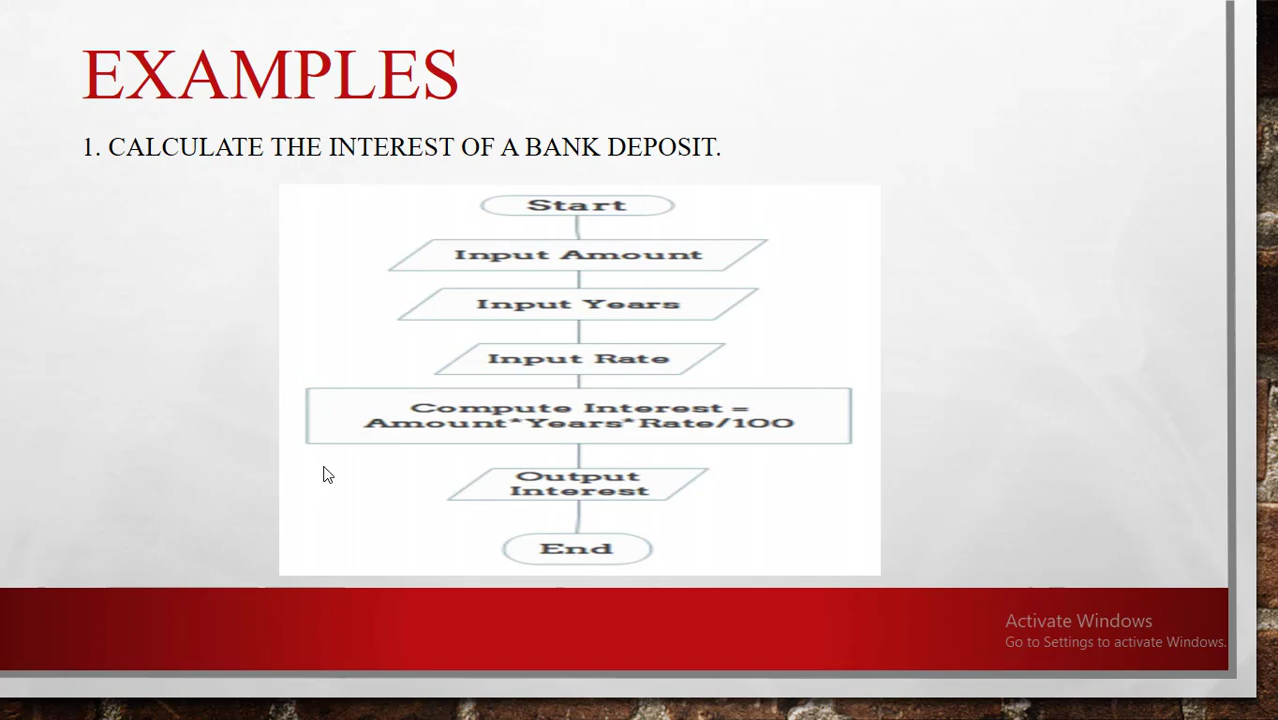 EXAMPLES
1. CALCULATE THE INTEREST OF A BANK DEPOSIT.
Start
Input Amount
Input Years
Input Rate
Compute Interest =
Amount*Years*Rate/100
Output
Interest
End
Activate Windows
Go to Settings to activate Windows.